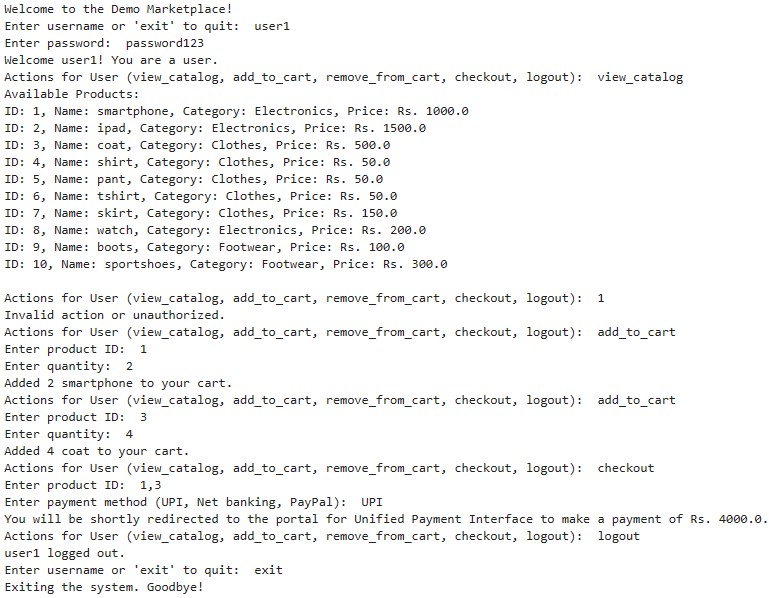 Welcome to the Demo Marketplace!
Enter username or 'exit' to quit:  user1
Enter password:  password123
Welcome user1! You are a user.
Actions for User (view_catalog, add_to_cart, remove_from_cart, checkout, logout):  view_catalog
Available Products:
ID: 1, Name: smartphone, Category: Electronics, Price: Rs. 1000.0
ID: 2, Name: ipad, Category: Electronics, Price: Rs. 1500.0
ID: 3, Name: coat, Category: Clothes, Price: Rs. 500.0
ID: 4, Name: shirt, Category: Clothes, Price: Rs. 50.0
ID: 5, Name: pant, Category: Clothes, Price: Rs. 50.0
ID: 6, Name: tshirt, Category: Clothes, Price: Rs. 50.0
ID: 7, Name: skirt, Category: Clothes, Price: Rs. 150.0
ID: 8, Name: watch, Category: Electronics, Price: Rs. 200.0
ID: 9, Name: boots, Category: Footwear, Price: Rs. 100.0
ID: 10, Name: sportshoes, Category: Footwear, Price: Rs. 300.0
Actions for User (view_catalog, add_to_cart, remove_from_cart, checkout, logout):  1
Invalid action or unauthorized.
Actions for User (view_catalog, add_to_cart, remove_from_cart, checkout, logout):  add_to_cart
Enter product ID:  1
Enter quantity:  2
Added 2 smartphone to your cart.
Actions for User (view_catalog, add_to_cart, remove_from_cart, checkout, logout):  add_to_cart
Enter product ID:  3
Enter quantity:  4
Added 4 coat to your cart.
Actions for User (view_catalog, add_to_cart, remove_from_cart, checkout, logout):  checkout
Enter product ID:  1,3
Enter payment method (UPI, Net banking, PayPal):  UPI
You will be shortly redirected to the portal for Unified Payment Interface to make a payment of Rs. 4000.0.
Actions for User (view_catalog, add_to_cart, remove_from_cart, checkout, logout):  logout
user1 logged out.
Enter username or 'exit' to quit:  exit
Exiting the system. Goodbye!